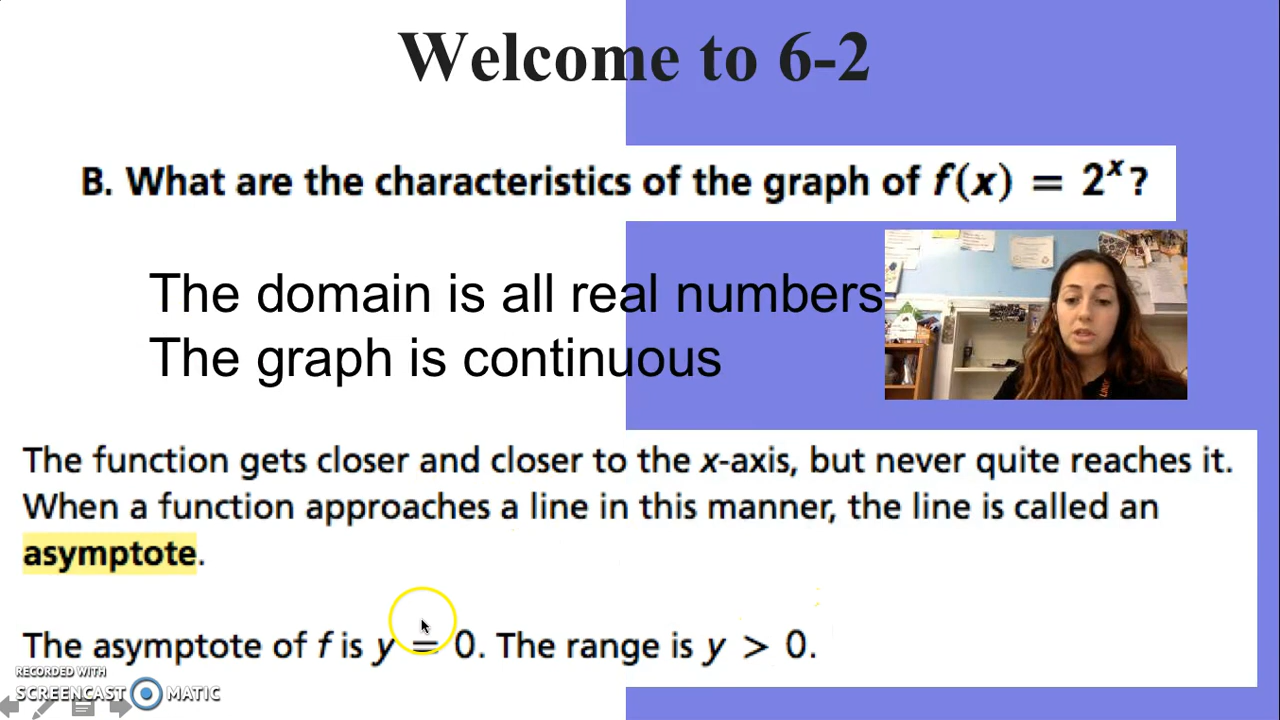 Welcome to 6-2
B. What are the characteristics of the graph of f(x) = 2ˣ?
The domain is all real numbers
The graph is continuous
The function gets closer and closer to the x-axis, but never quite reaches it.
When a function approaches a line in this manner, the line is called an
asymptote.
The asymptote of f is y = 0. The range is y > 0.
RECORDED WITH
SCREENCAST MATIC